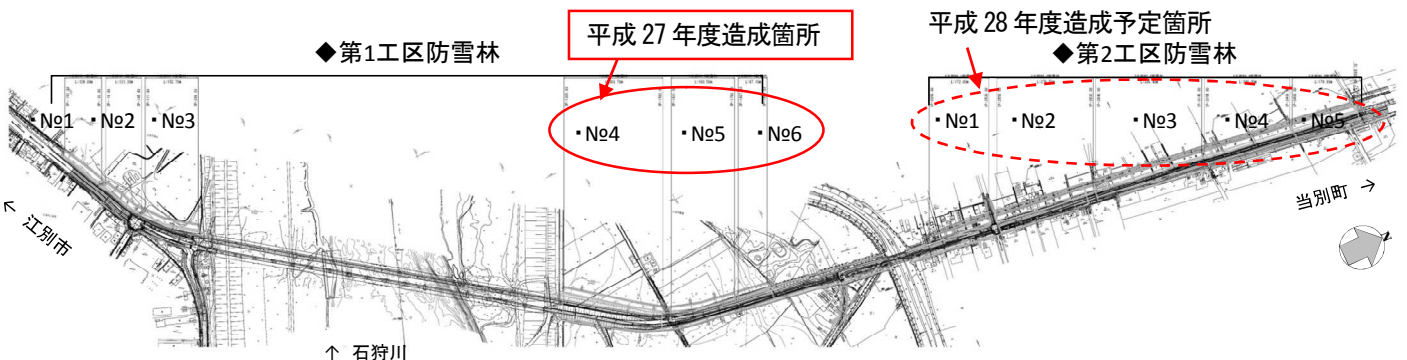 平成 27 年度造成箇所
平成 28 年度造成予定箇所
◆第1工区防雪林
◆第2工区防雪林
▪№1
▪№2
▪№3
▪№4
▪№5
▪№6
▪№1
▪№2
▪№3
▪№4
▪№5
← 江別市
当別町 →
↑ 石狩川
N